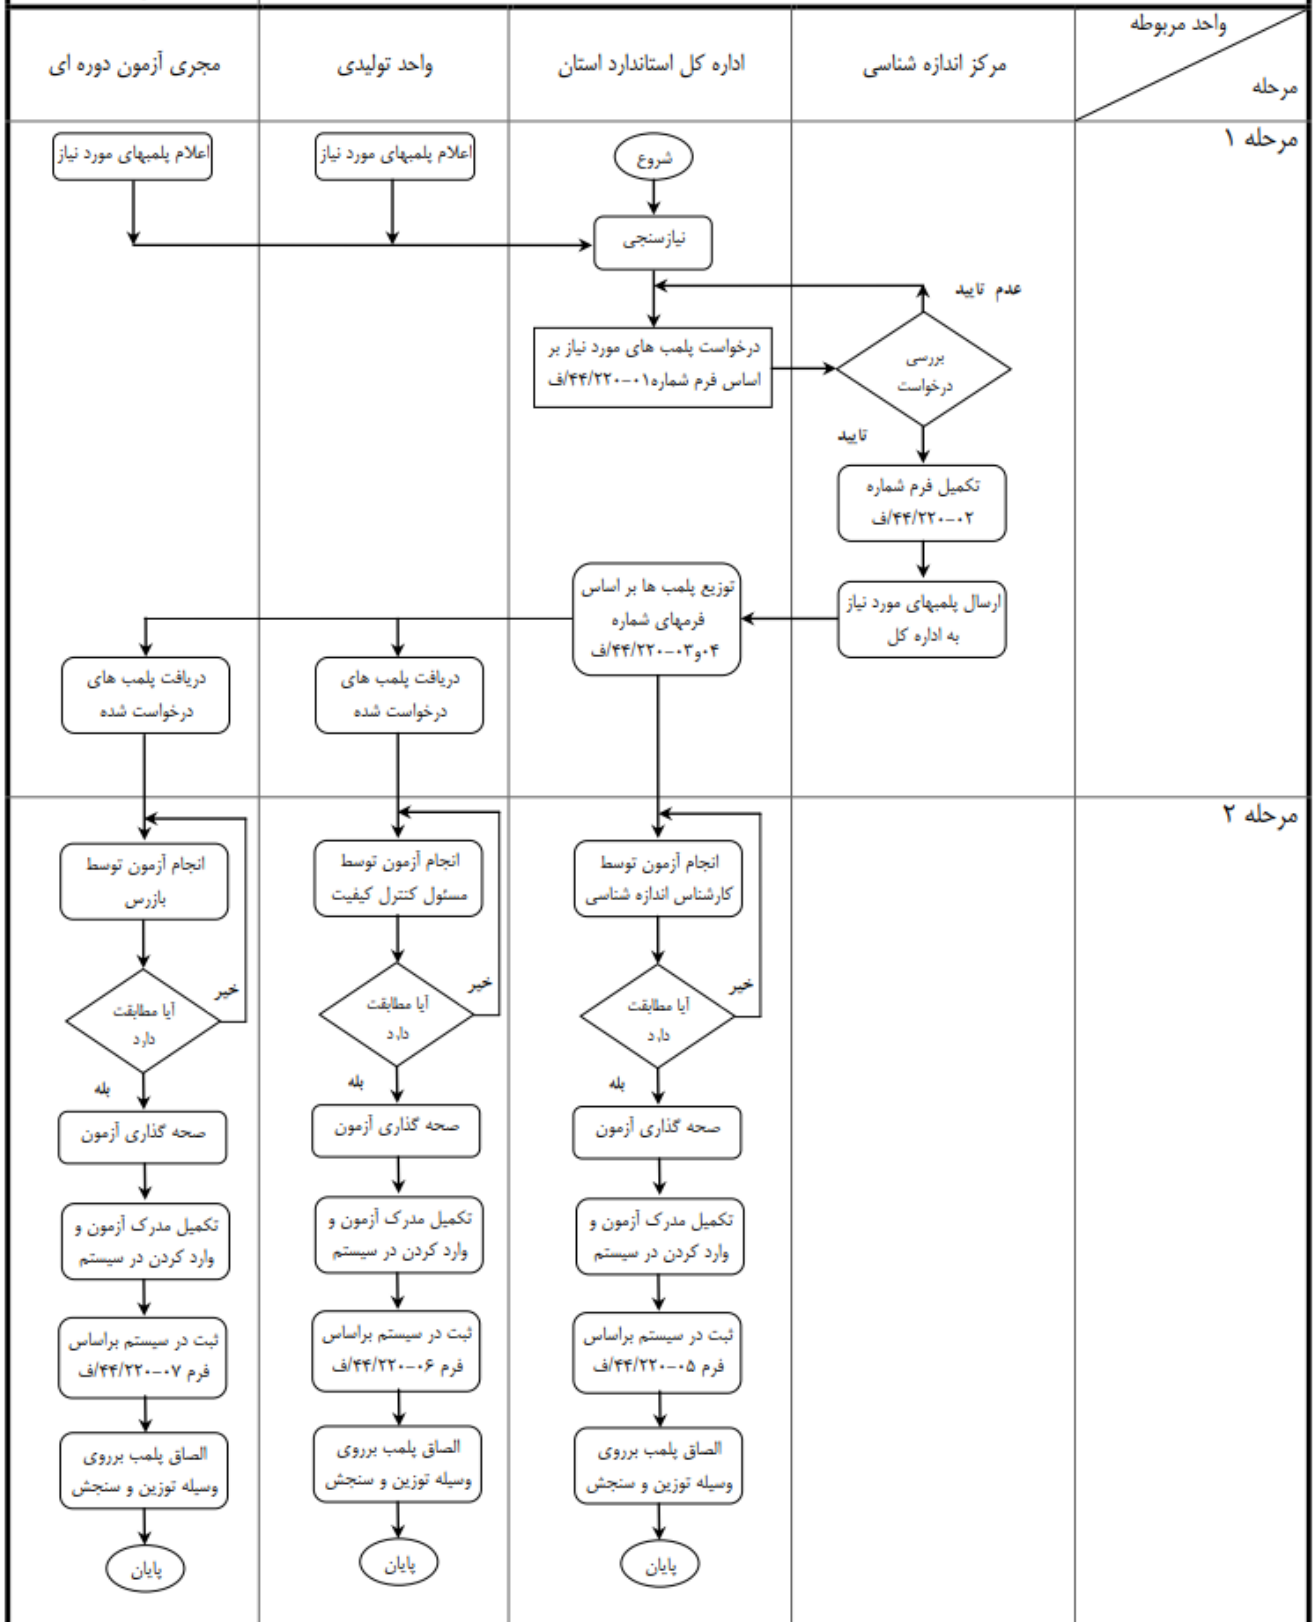 واحد مربوطه
مرحله
مرکز اندازه شناسی
اداره کل استاندارد استان
واحد تولیدی
مجری آزمون دوره ای
مرحله ۱
شروع
اعلام پلمبهای مورد نیاز
اعلام پلمبهای مورد نیاز
نیازسنجی
عدم تایید
بررسی
درخواست
درخواست پلمب های مورد نیاز بر
اساس فرم شماره۰۱-۴۴/۲۲۰/ف
تایید
تکمیل فرم شماره
۰۲-۴۴/۲۲۰/ف
ارسال پلمبهای مورد نیاز
به اداره کل
توزیع پلمب ها بر اساس
فرمهای شماره
۰۴و۰۳-۴۴/۲۲۰/ف
دریافت پلمب های
درخواست شده
دریافت پلمب های
درخواست شده
مرحله ۲
انجام آزمون توسط
کارشناس اندازه شناسی
خیر
آیا مطابقت
دارد
بله
صحه گذاری آزمون
تکمیل مدرک آزمون و
وارد کردن در سیستم
ثبت در سیستم براساس
فرم ۰۵-۴۴/۲۲۰/ف
الصاق پلمب برروی
وسیله توزین و سنجش
پایان
انجام آزمون توسط
مسئول کنترل کیفیت
خیر
آیا مطابقت
دارد
بله
صحه گذاری آزمون
تکمیل مدرک آزمون و
وارد کردن در سیستم
ثبت در سیستم براساس
فرم ۰۶-۴۴/۲۲۰/ف
الصاق پلمب برروی
وسیله توزین و سنجش
پایان
انجام آزمون توسط
بازرس
خیر
آیا مطابقت
دارد
بله
صحه گذاری آزمون
تکمیل مدرک آزمون و
وارد کردن در سیستم
ثبت در سیستم براساس
فرم ۰۷-۴۴/۲۲۰/ف
الصاق پلمب برروی
وسیله توزین و سنجش
پایان